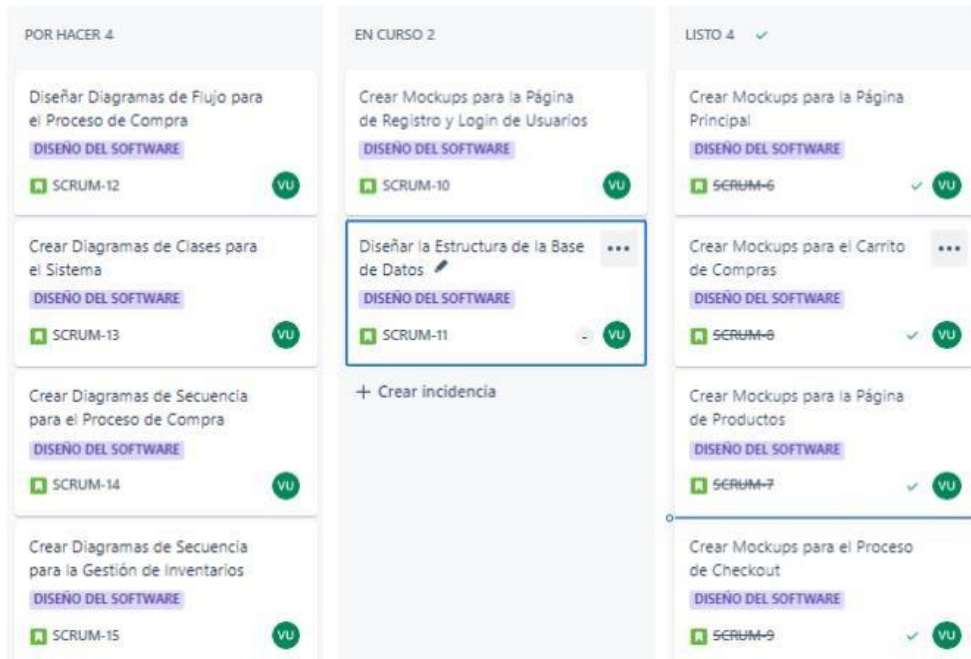 POR HACER 4
Diseñar Diagramas de Flujo para
el Proceso de Compra
DISEÑO DEL SOFTWARE
SCRUM-12
VU
Crear Diagramas de Clases para
el Sistema
DISEÑO DEL SOFTWARE
SCRUM-13
VU
Crear Diagramas de Secuencia
para el Proceso de Compra
DISEÑO DEL SOFTWARE
SCRUM-14
VU
Crear Diagramas de Secuencia
para la Gestión de Inventarios
DISEÑO DEL SOFTWARE
SCRUM-15
VU
EN CURSO 2
Crear Mockups para la Página
de Registro y Login de Usuarios
DISEÑO DEL SOFTWARE
SCRUM-10
VU
Diseñar la Estructura de la Base
de Datos
DISEÑO DEL SOFTWARE
SCRUM-11
- VU
+ Crear incidencia
LISTO 4
Crear Mockups para la Página
Principal
DISEÑO DEL SOFTWARE
SCRUM-6
VU
Crear Mockups para el Carrito
de Compras
DISEÑO DEL SOFTWARE
SCRUM-8
VU
Crear Mockups para la Página
de Productos
DISEÑO DEL SOFTWARE
SCRUM-7
VU
Crear Mockups para el Proceso
de Checkout
DISEÑO DEL SOFTWARE
SCRUM-9
VU